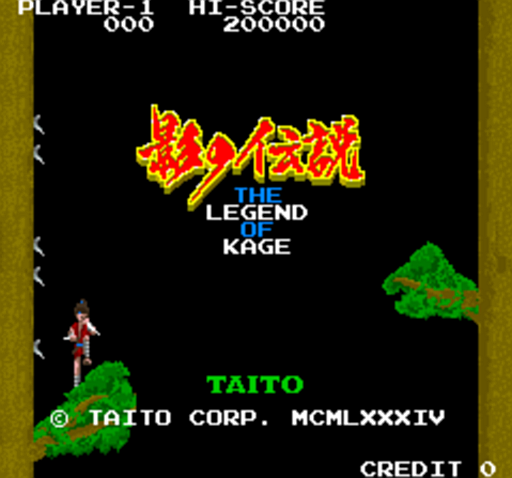 PLAYER-1 HI-SCORE
000 200000
影の伝説
THE
LEGEND
OF
KAGE
TAITO
© TAITO CORP. MCMLXXXIV
CREDIT 0